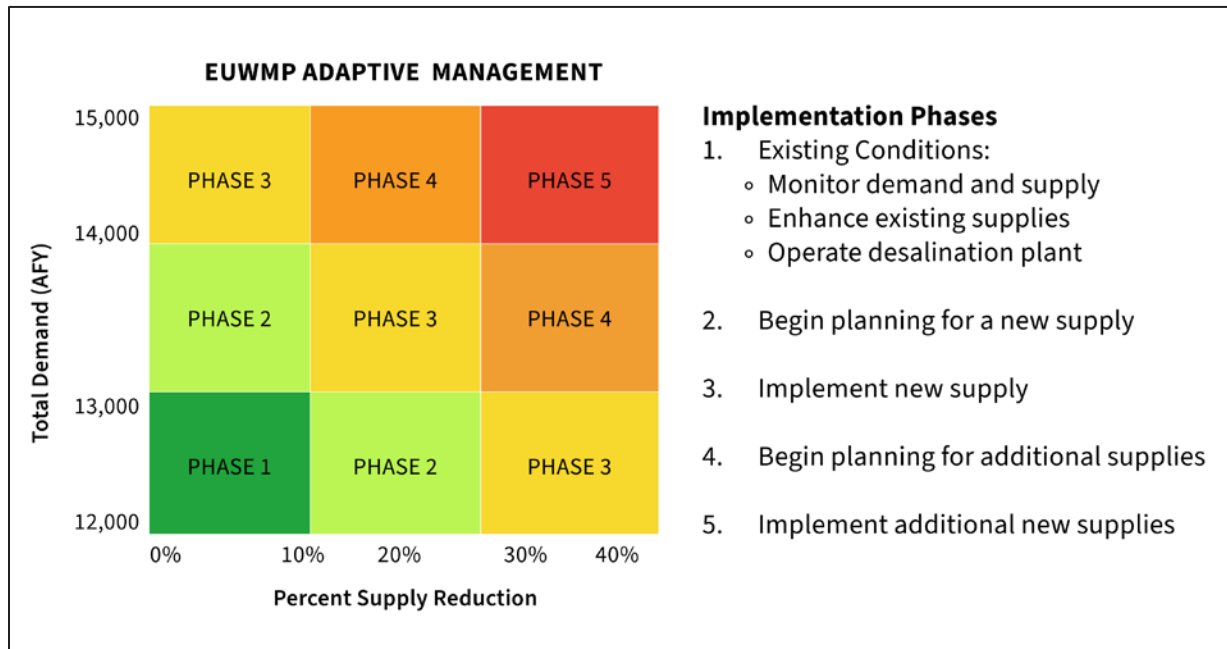 EUWMP ADAPTIVE MANAGEMENT
15,000
14,000
13,000
12,000
Total Demand (AFY)
PHASE 3
PHASE 4
PHASE 5
PHASE 2
PHASE 3
PHASE 4
PHASE 1
PHASE 2
PHASE 3
0%
10%
20%
30%
40%
Percent Supply Reduction
Implementation Phases
1. Existing Conditions:
∘ Monitor demand and supply
∘ Enhance existing supplies
∘ Operate desalination plant
2. Begin planning for a new supply
3. Implement new supply
4. Begin planning for additional supplies
5. Implement additional new supplies